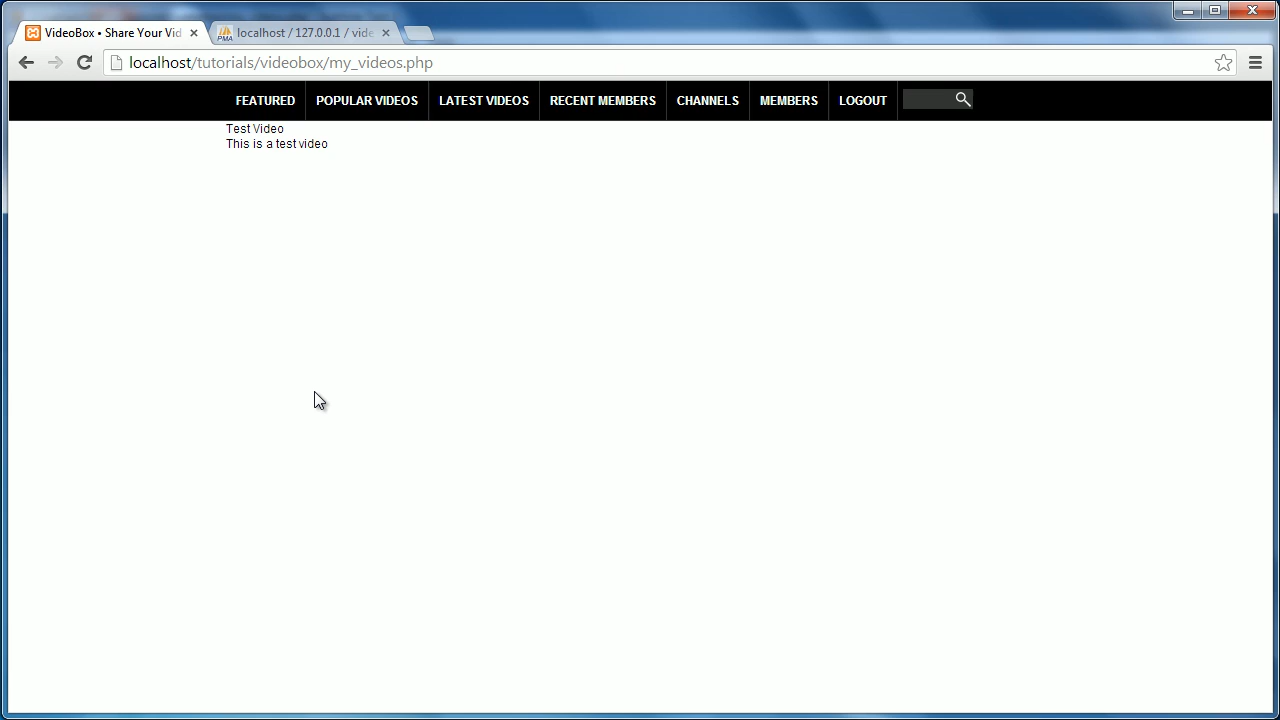 VideoBox • Share Your Vid
localhost / 127.0.0.1 / vide
localhost/tutorials/videobox/my_videos.php
FEATURED POPULAR VIDEOS LATEST VIDEOS RECENT MEMBERS CHANNELS MEMBERS LOGOUT
Test Video
This is a test video